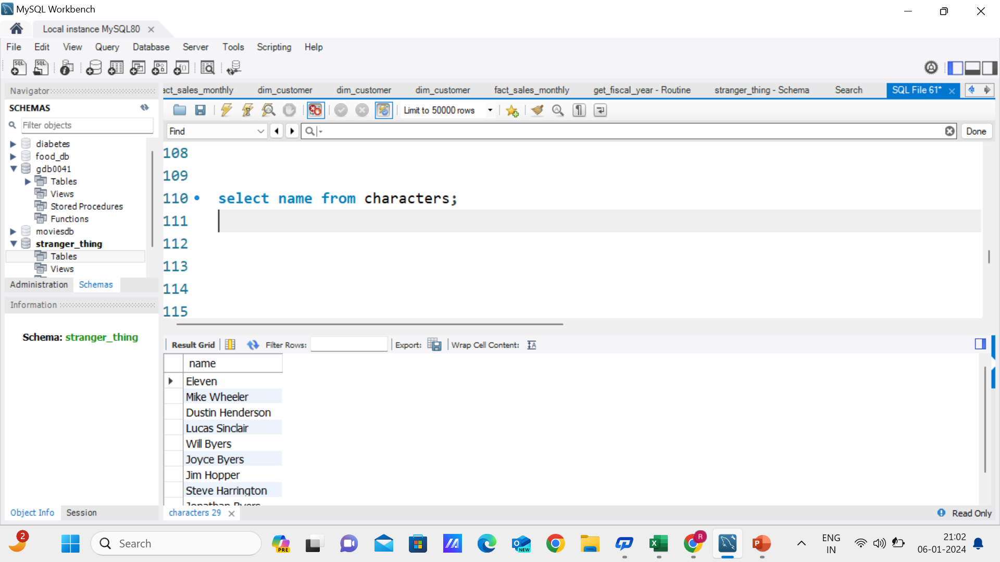 MySQL Workbench
Local instance MySQL80
File Edit View Query Database Server Tools Scripting Help
Navigator
act_sales_monthly dim_customer dim_customer dim_customer fact_sales_monthly get_fiscal_year - Routine stranger_thing - Schema Search SQL File 61*
SCHEMAS
Limit to 50000 rows
Filter objects
Find
Done
diabetes
food_db
gdb0041
Tables
Views
Stored Procedures
Functions
moviesdb
stranger_thing
Tables
Views
Administration Schemas
Information
Schema: stranger_thing
108
109
110 select name from characters;
111
112
113
114
115
Result Grid Filter Rows: Export: Wrap Cell Content:
name
Eleven
Mike Wheeler
Dustin Henderson
Lucas Sinclair
Will Byers
Joyce Byers
Jim Hopper
Steve Harrington
Jonathan Byers
Object Info Session
characters 29
Read Only
2
Search
PRE
NEW
R
ENG
IN
21:02
06-01-2024